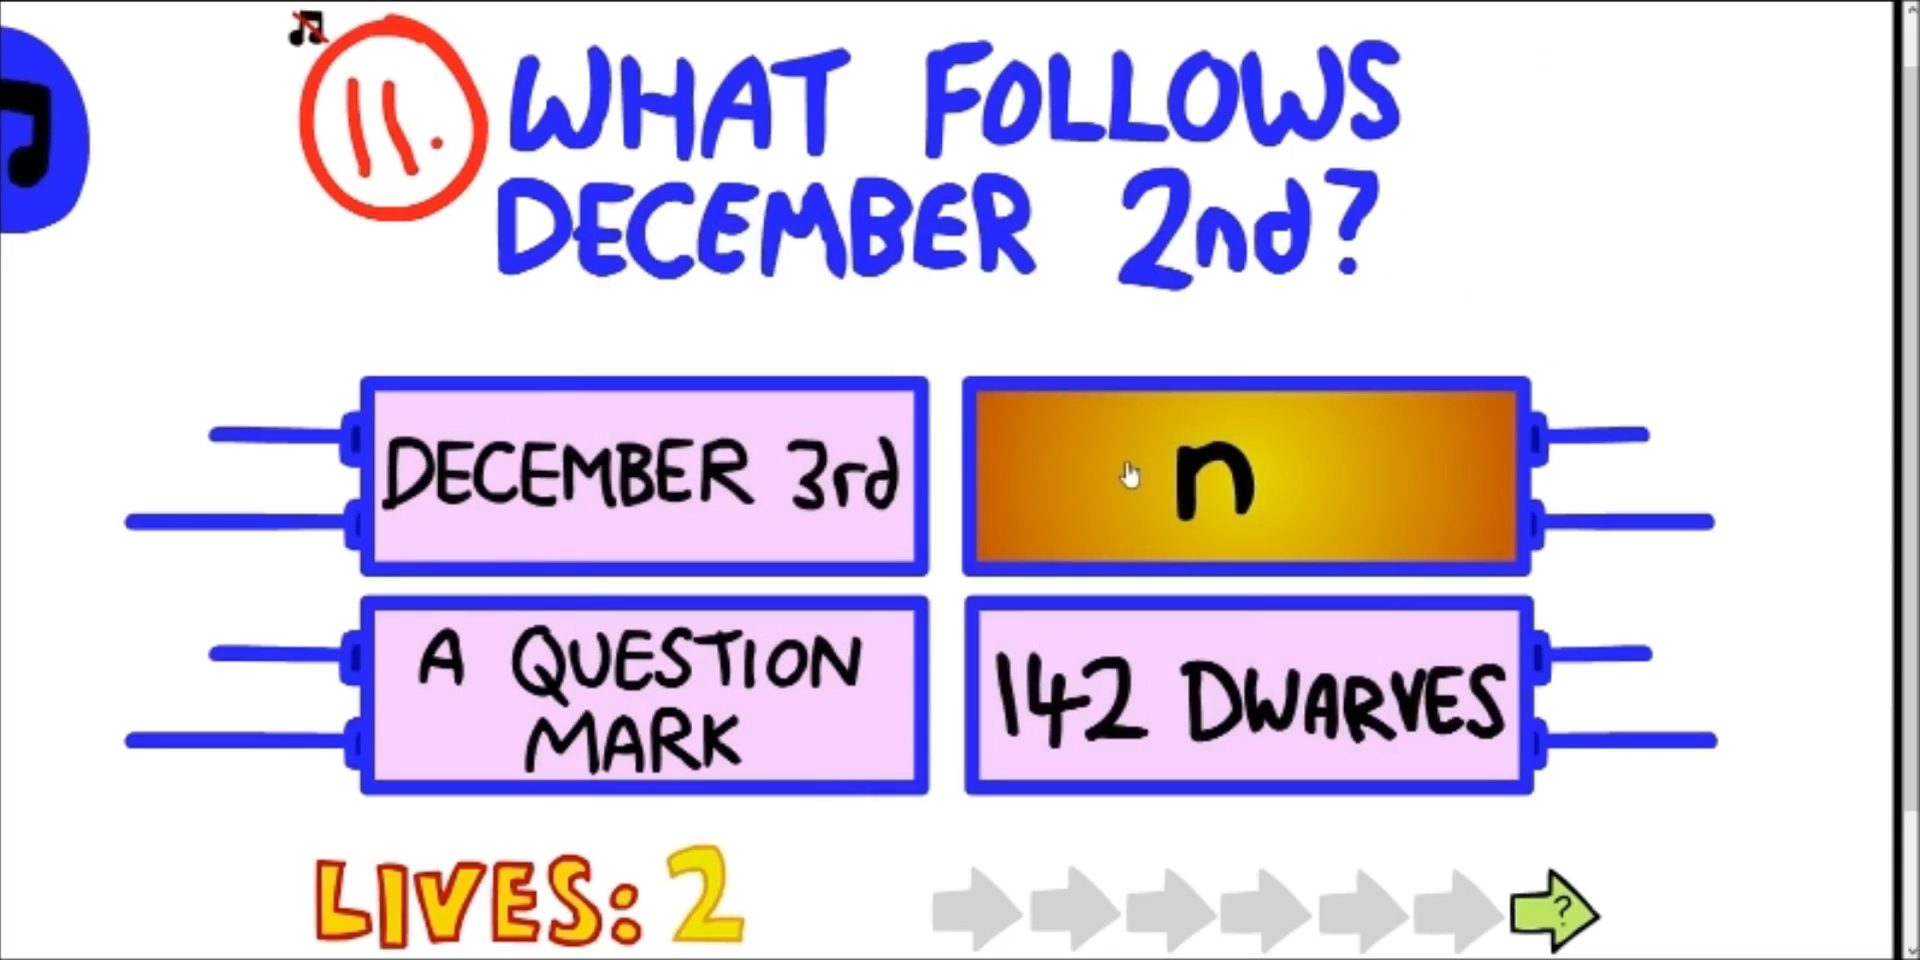 11. WHAT FOLLOWS
DECEMBER 2nd?
DECEMBER 3rd
n
A QUESTION
MARK
142 DWARVES
LIVES: 2
?